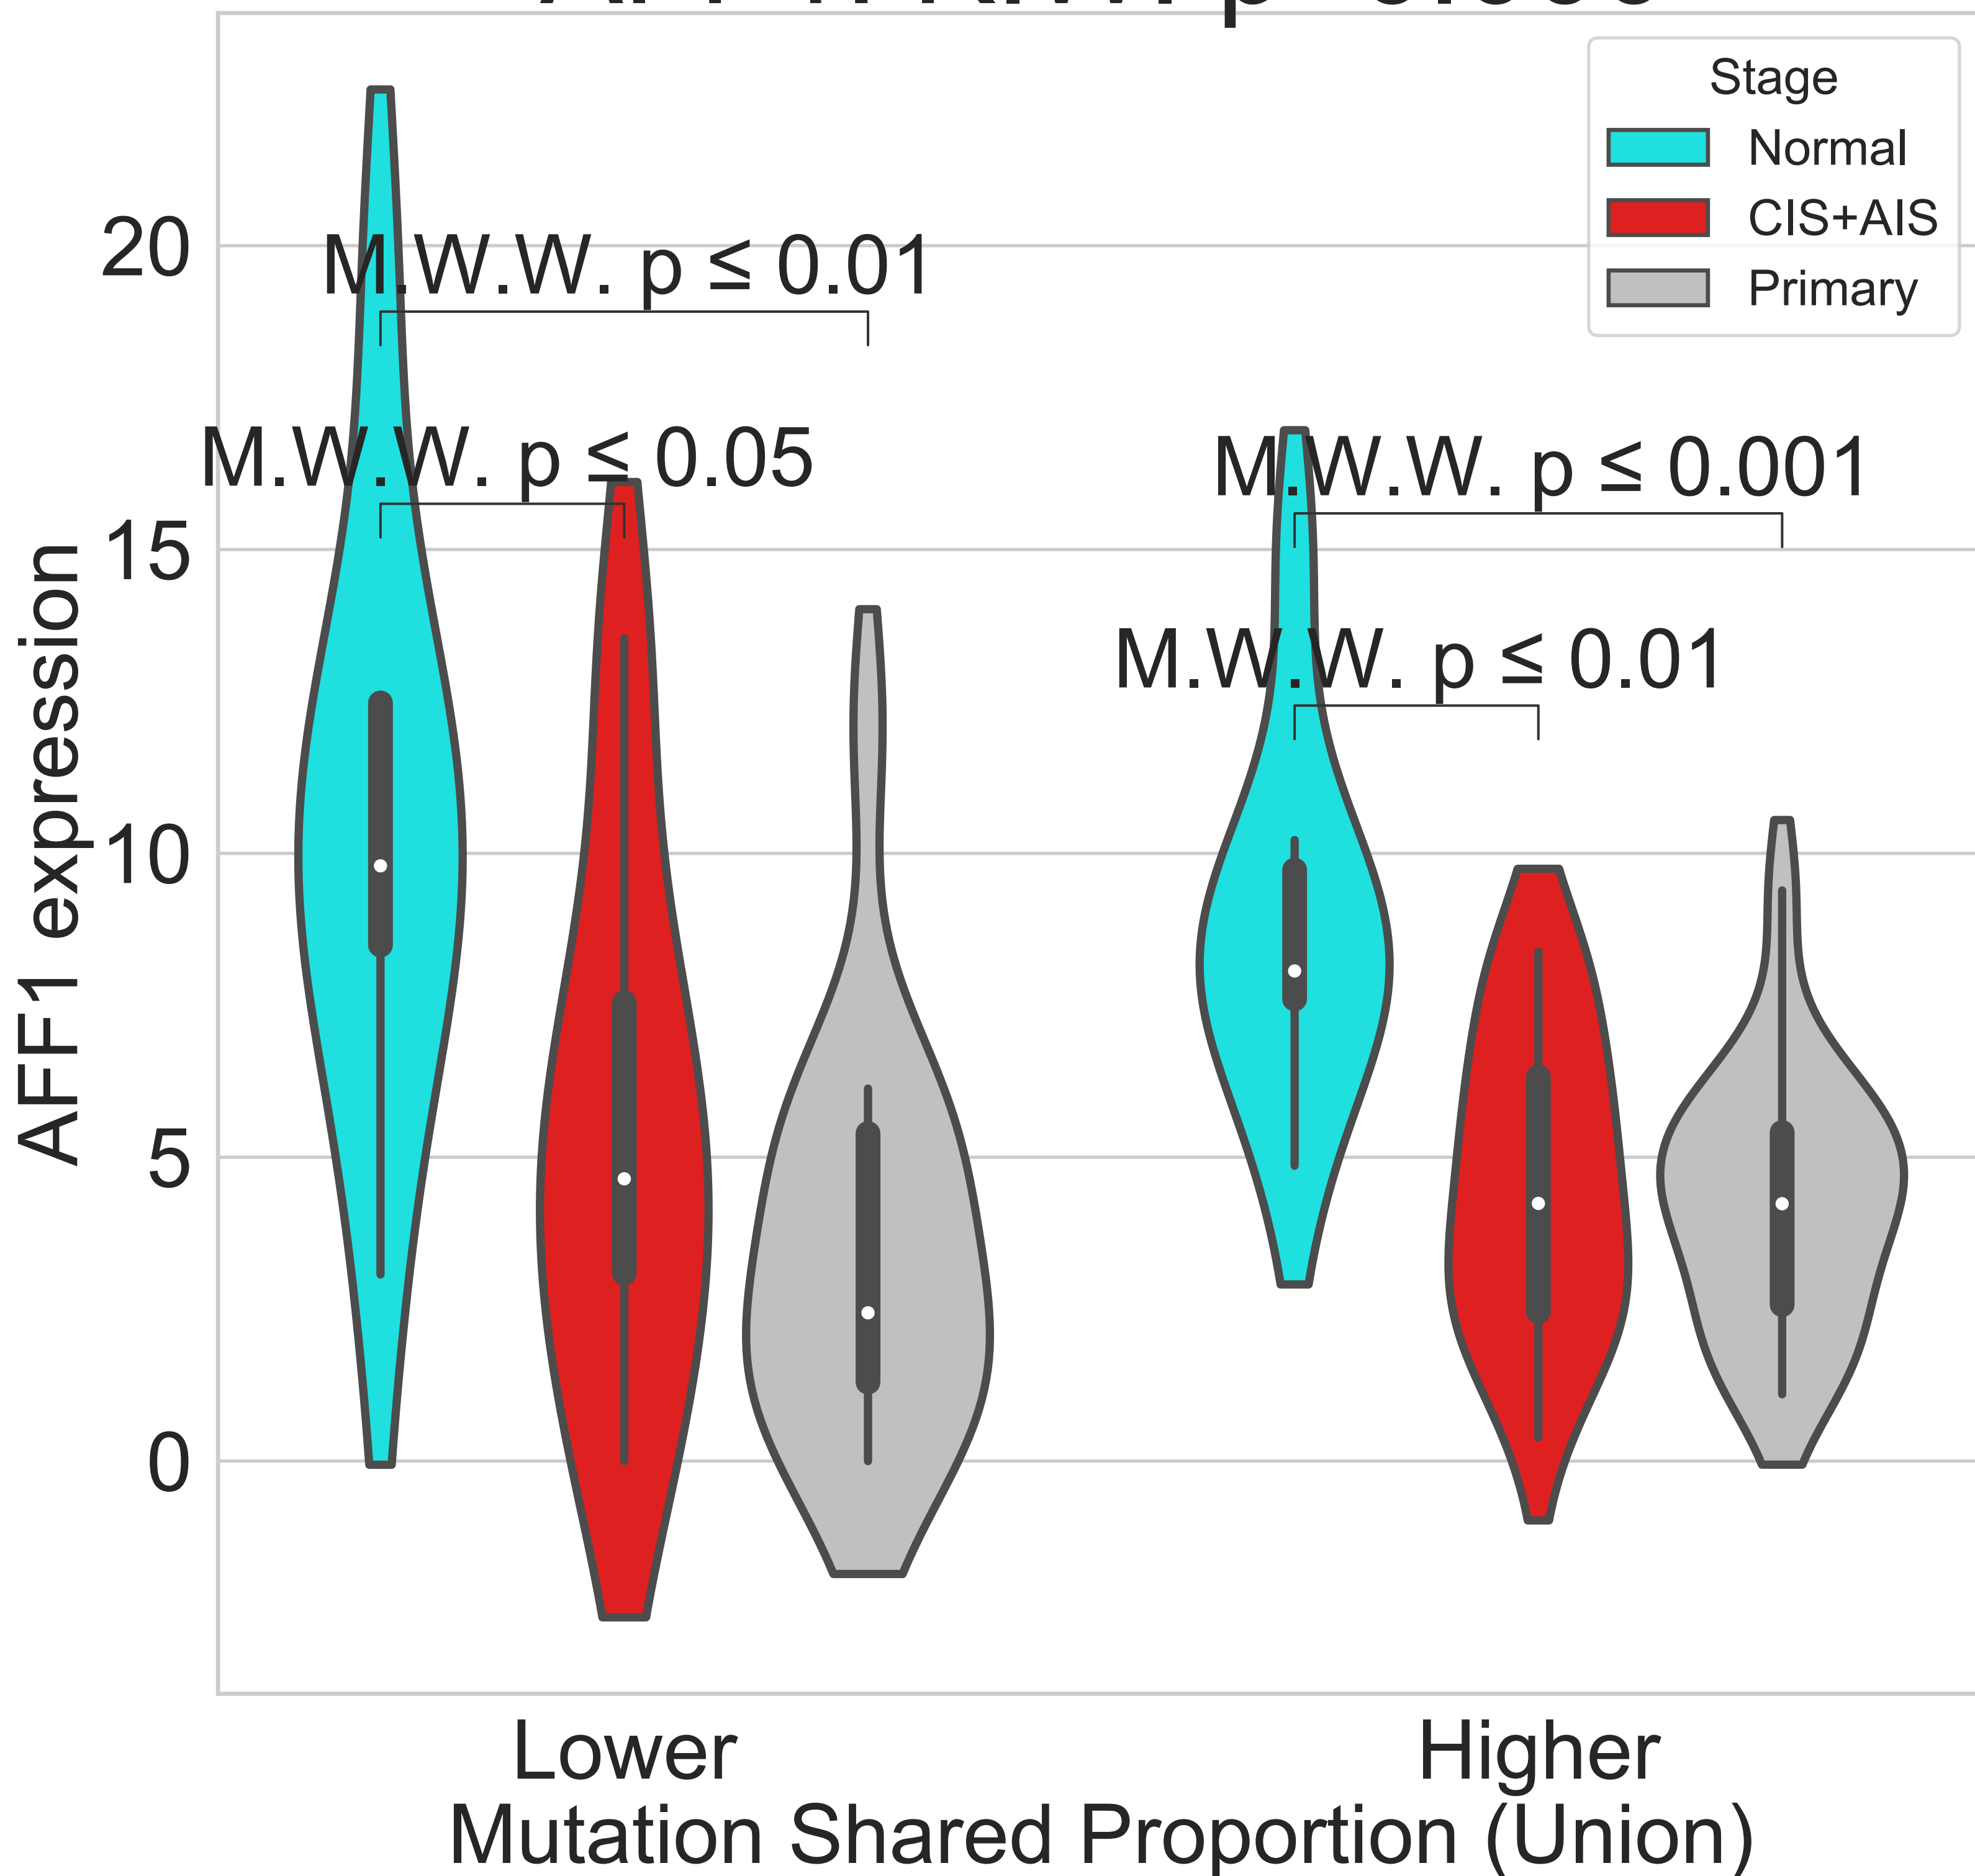 Stage
Normal
CIS+AIS
Primary
M.W.W. p ≤ 0.01
M.W.W. p ≤ 0.05
M.W.W. p ≤ 0.001
M.W.W. p ≤ 0.01
AFF1 expression
20
15
10
5
0
Lower Higher
Mutation Shared Proportion (Union)